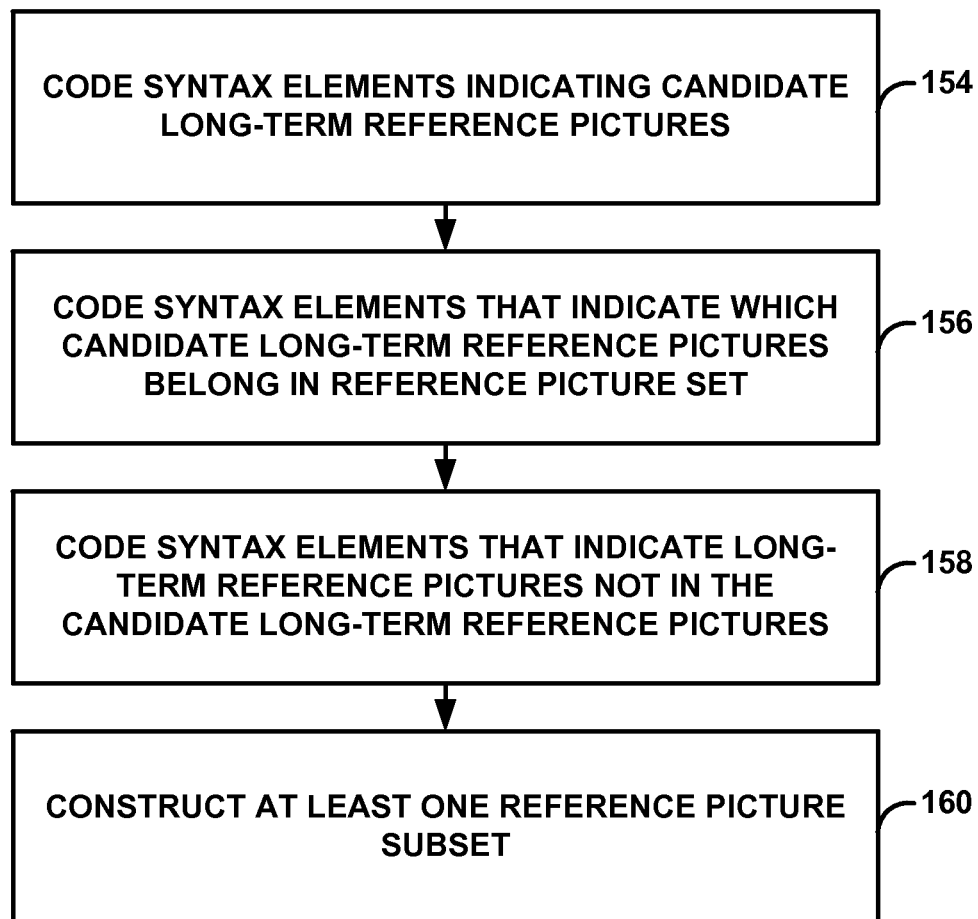 CODE SYNTAX ELEMENTS INDICATING CANDIDATE
LONG-TERM REFERENCE PICTURES
154
CODE SYNTAX ELEMENTS THAT INDICATE WHICH
CANDIDATE LONG-TERM REFERENCE PICTURES
BELONG IN REFERENCE PICTURE SET
156
CODE SYNTAX ELEMENTS THAT INDICATE LONG-
TERM REFERENCE PICTURES NOT IN THE
CANDIDATE LONG-TERM REFERENCE PICTURES
158
CONSTRUCT AT LEAST ONE REFERENCE PICTURE
SUBSET
160